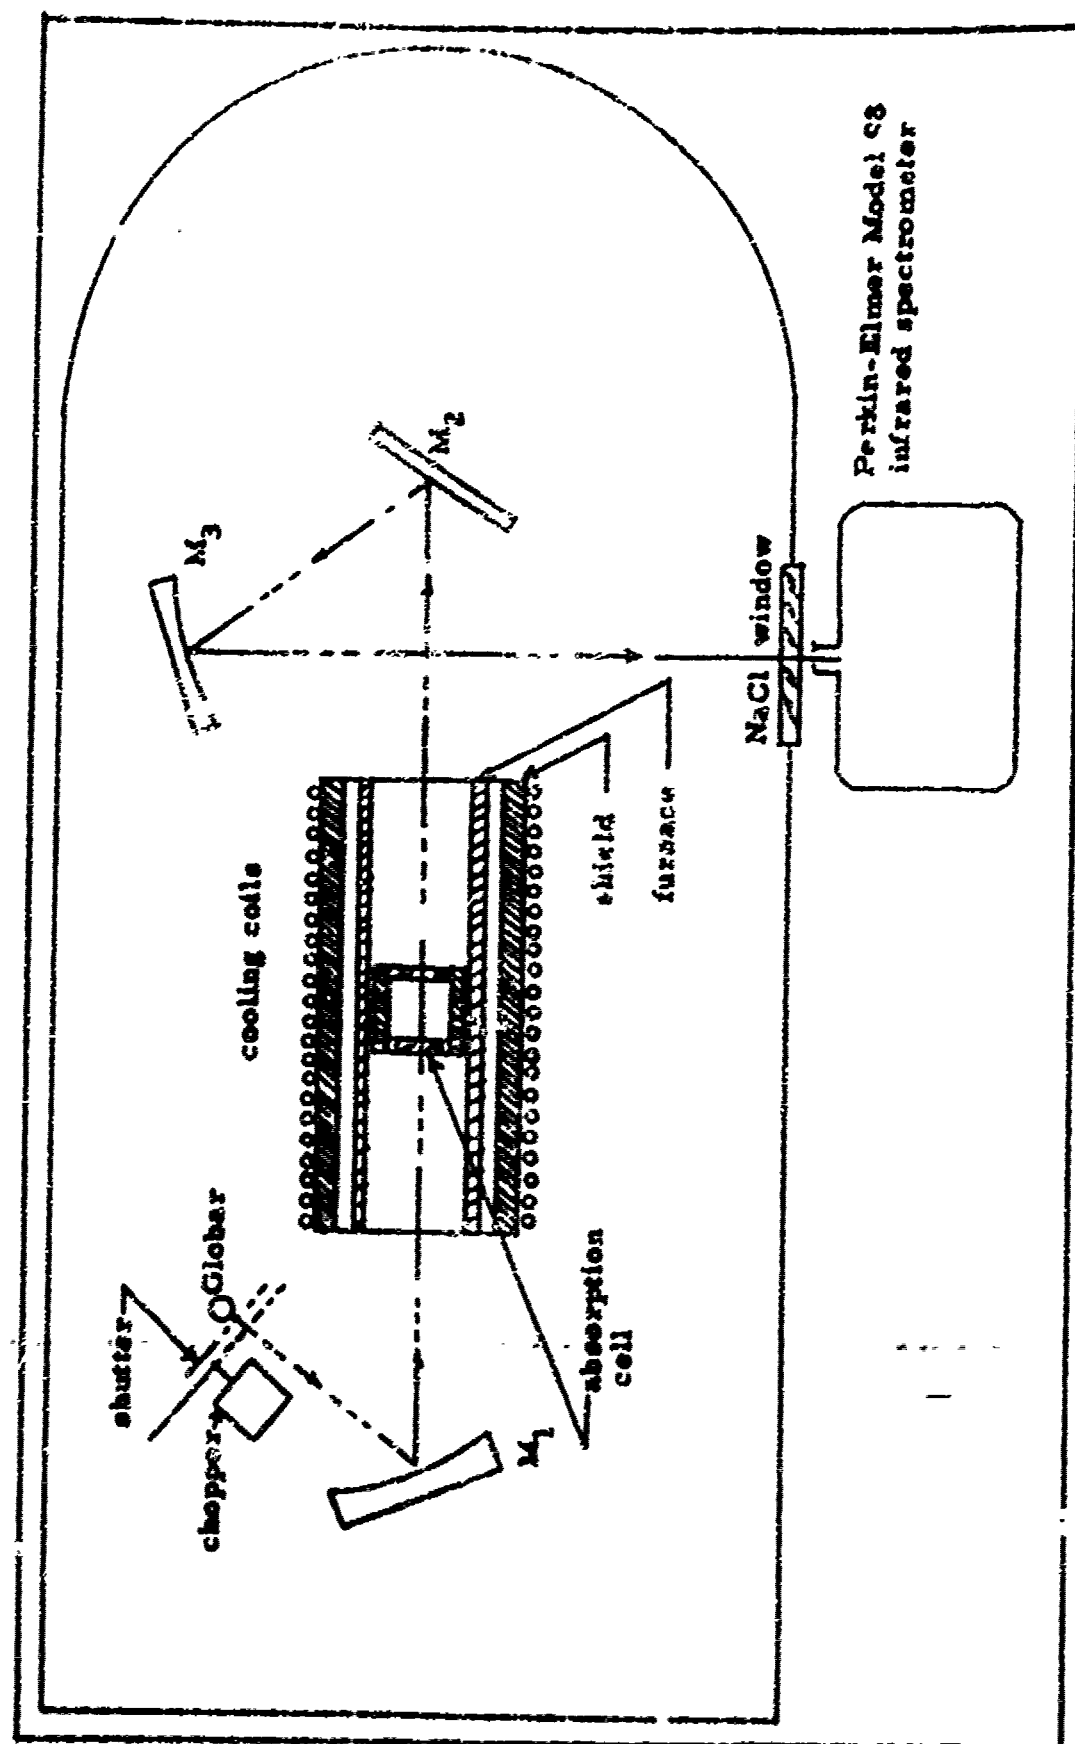 shutter
chopper
Globar
M1
cooling coils
absorption
cell
shield
furnace
M3
M2
NaCl window
Perkin-Elmer Model
infrared spectrometer